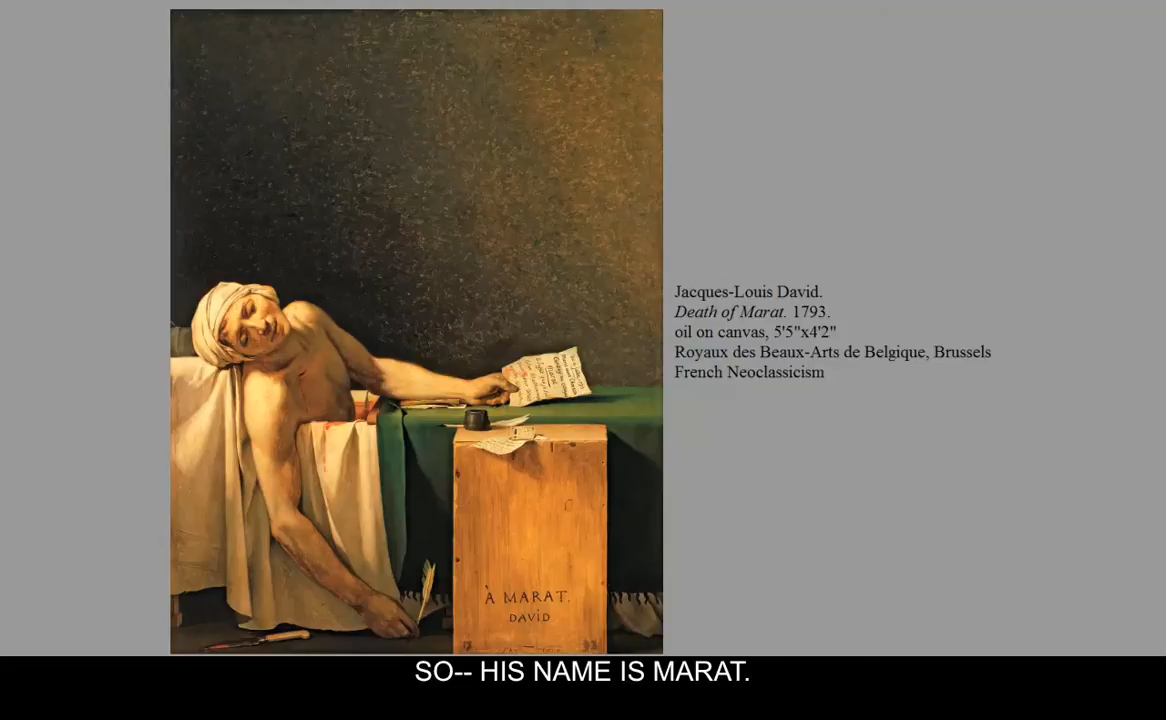 Jacques-Louis David.
Death of Marat. 1793.
oil on canvas, 5'5"x4'2"
Royaux des Beaux-Arts de Belgique, Brussels
French Neoclassicism
À MARAT.
DAVID
SO-- HIS NAME IS MARAT.